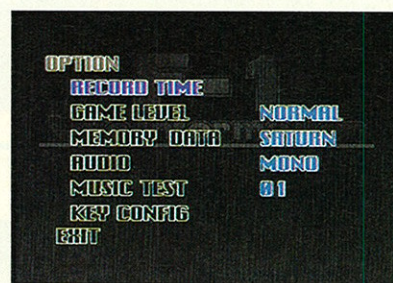 OPTION
RECORD TIME
GAME LEVEL NORMAL
MEMORY DATA SATURN
AUDIO MONO
MUSIC TEST 01
KEY CONFIG
EXIT